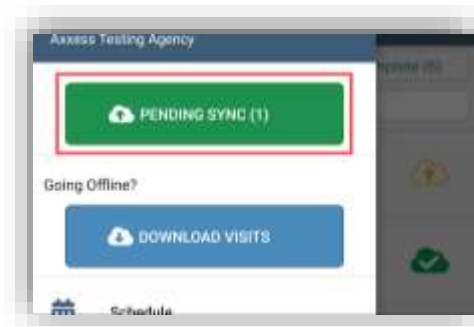 Axxess Testing Agency
PENDING SYNC (1)
Going Offline?
DOWNLOAD VISITS
Schedule